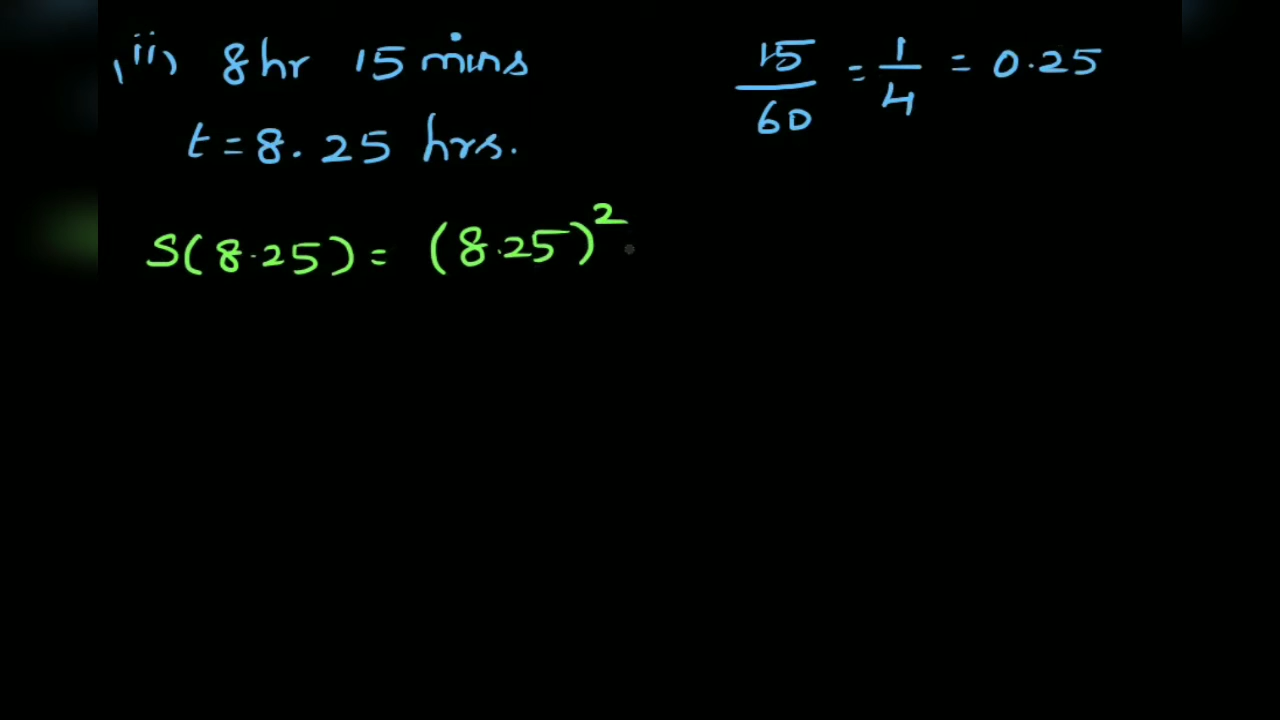 (ii) 8 hr 15 mins
15/60 = 1/4 = 0.25
t = 8.25 hrs.
S(8.25) = (8.25)²